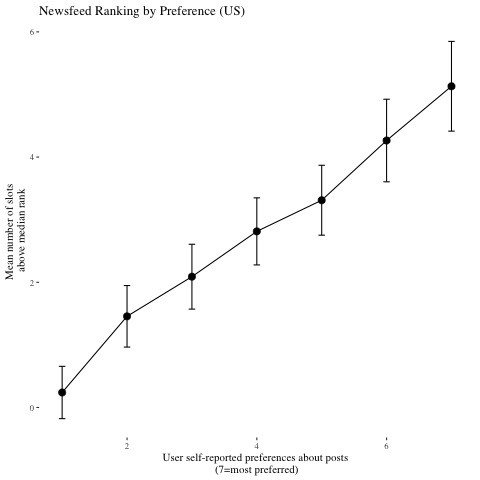 Newsfeed Ranking by Preference (US)
6
4
2
0
Mean number of slots
above median rank
2
4
6
User self-reported preferences about posts
(7=most preferred)